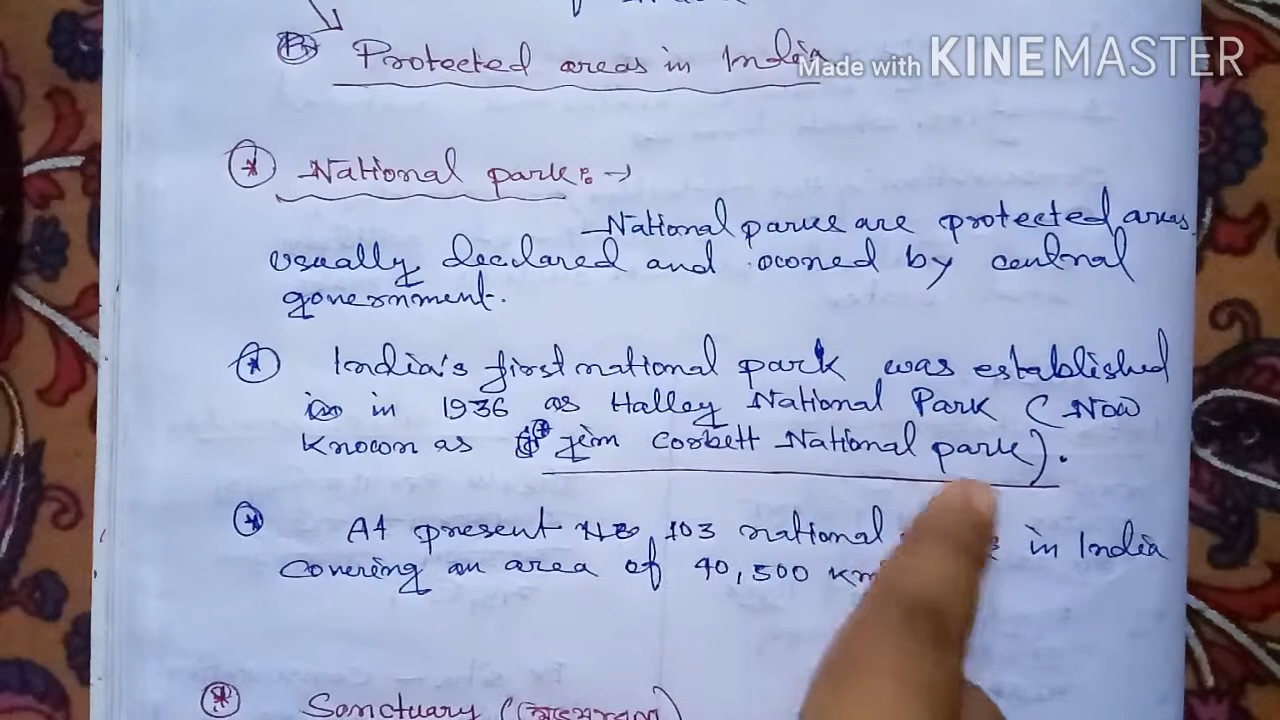 Protected areas in India
Made with KINEMASTER
National park :→
National parks are protected areas
usually declared and owned by central
government.
India's first national park was established
in 1936 as Halley National Park (Now
known as Jim Corbett National park).
At present 103 national in India
Covering an area of 40,500 km
Sanctuary (